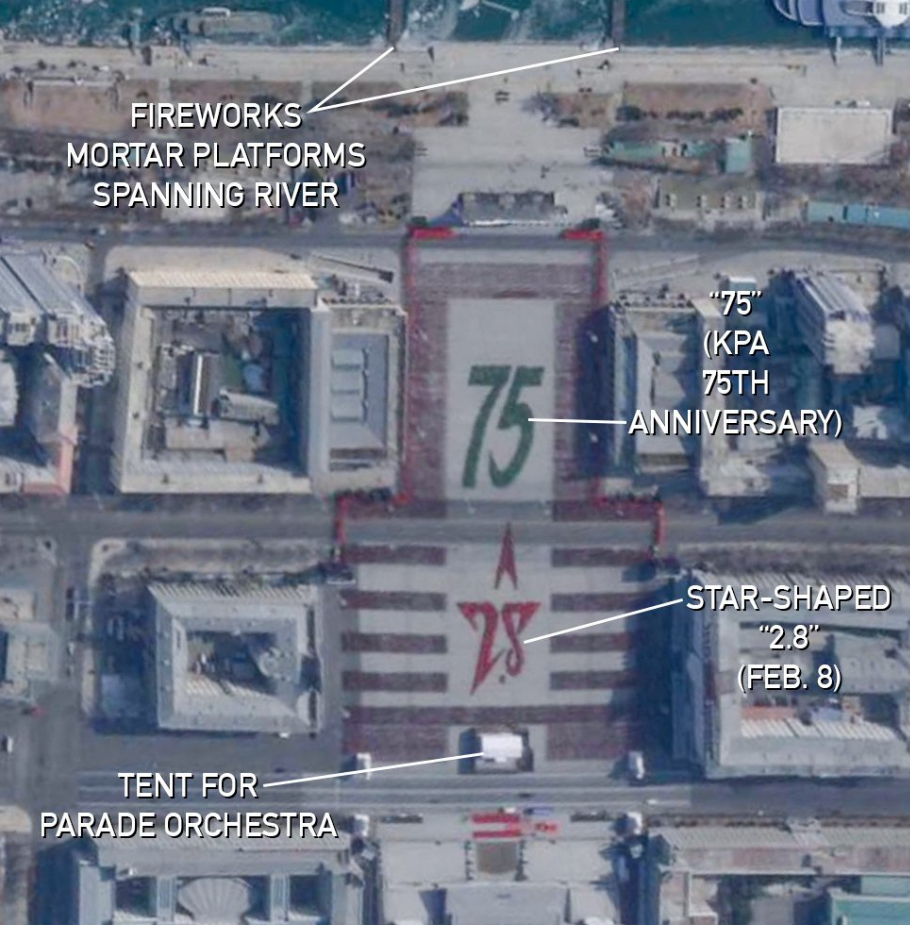 FIREWORKS
MORTAR PLATFORMS
SPANNING RIVER
“75”
(KPA
75TH
ANNIVERSARY)
75
STAR-SHAPED
“2.8”
(FEB. 8)
2.8
TENT FOR
PARADE ORCHESTRA